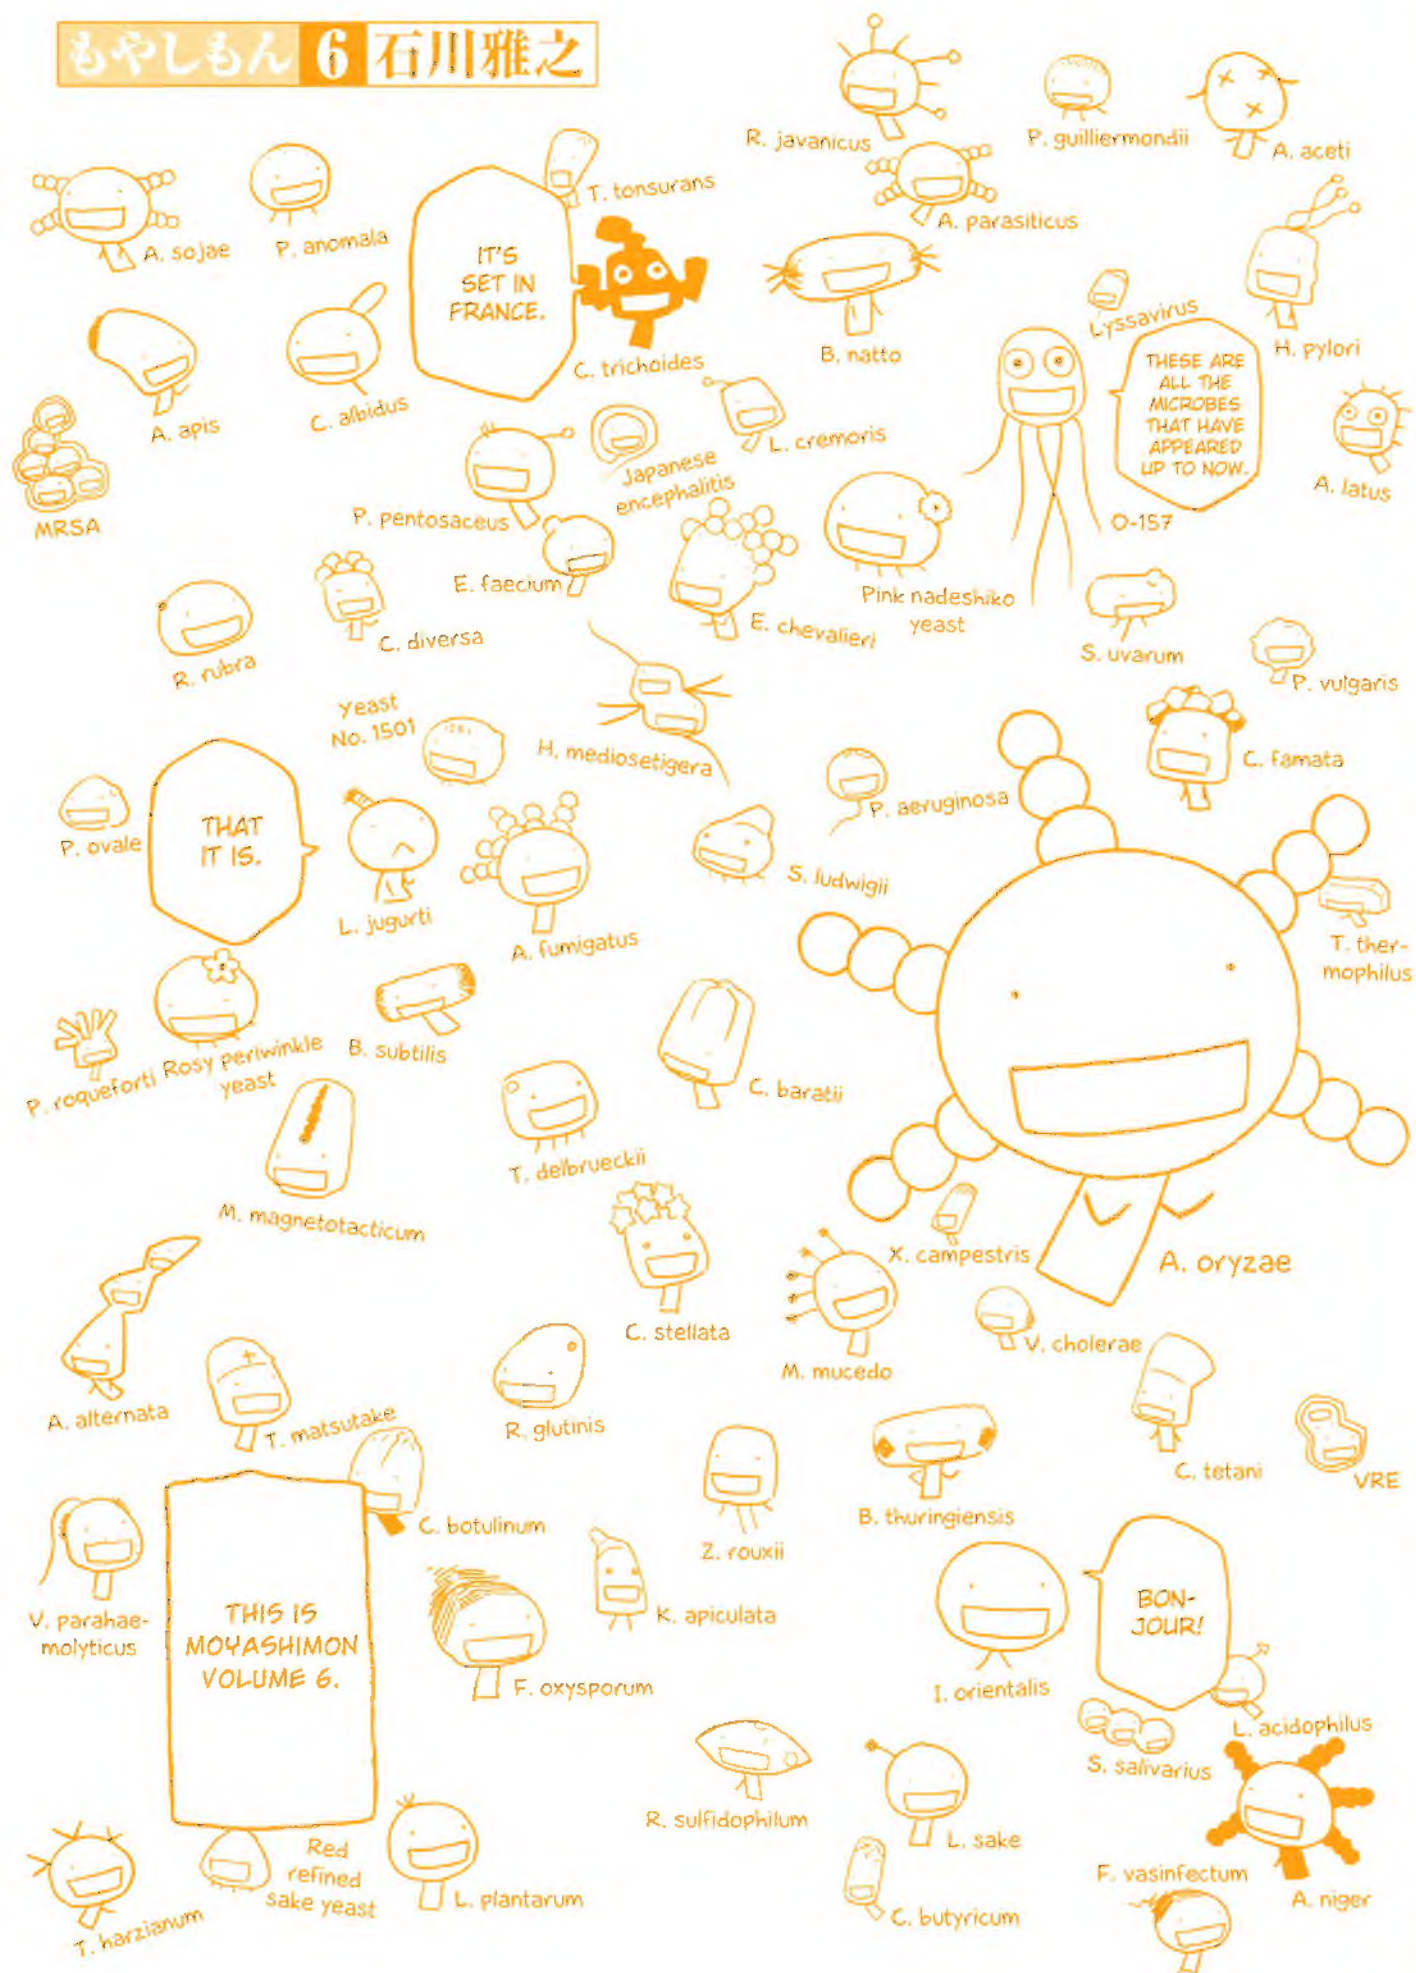 もやしもん 6 石川雅之
R. javanicus
P. guilliermondii
A. aceti
T. tonsurans
A. parasiticus
A. sojae
P. anomala
IT'S
SET IN
FRANCE.
C. trichoides
B. natto
Lyssavirus
H. pylori
THESE ARE
ALL THE
MICROBES
THAT HAVE
APPEARED
UP TO NOW.
A. apis
C. albidus
L. cremoris
A. latus
MRSA
P. pentosaceus
Japanese
encephalitis
O-157
E. faecium
Pink nadeshiko
yeast
E. chevalieri
C. diversa
S. uvarum
R. rubra
P. vulgaris
Yeast
No. 1501
H. mediosetigera
C. famata
P. aeruginosa
P. ovale
THAT
IT IS.
L. jugurti
S. ludwigii
A. fumigatus
T. ther-
mophilus
P. roqueforti
Rosy periwinkle
yeast
B. subtilis
C. baratii
T. delbrueckii
M. magnetotacticum
X. campestris
A. oryzae
C. stellata
M. mucedo
V. cholerae
A. alternata
T. matsutake
R. glutinis
C. tetani
VRE
C. botulinum
B. thuringiensis
Z. rouxii
V. parahae-
molyticus
THIS IS
MOYASHIMON
VOLUME 6.
K. apiculata
BON-
JOUR!
F. oxysporum
I. orientalis
L. acidophilus
S. salivarius
R. sulfidophilum
L. sake
Red
refined
sake yeast
L. plantarum
F. vasinfectum
A. niger
C. butyricum
T. harzianum